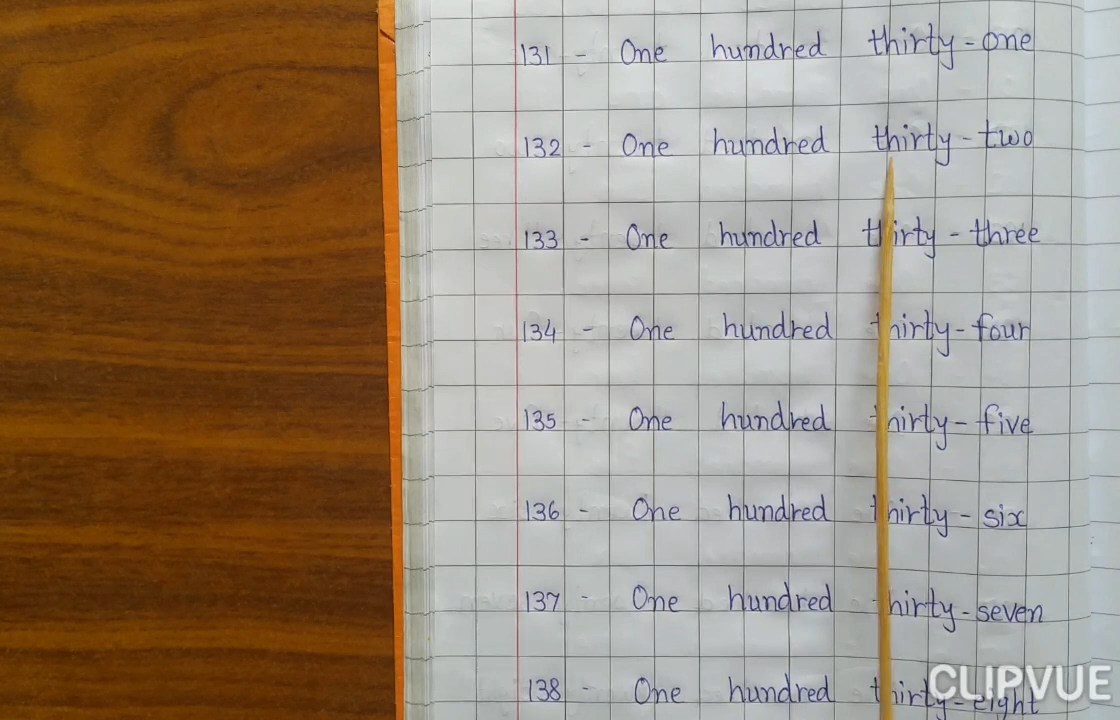 131 - One hundred thirty-one
132 - One hundred thirty-two
133 - One hundred thirty-three
134 - One hundred thirty-four
135 - One hundred thirty-five
136 - One hundred thirty-six
137 - One hundred thirty-seven
138 - One hundred thirty-eight
CLIPVUE